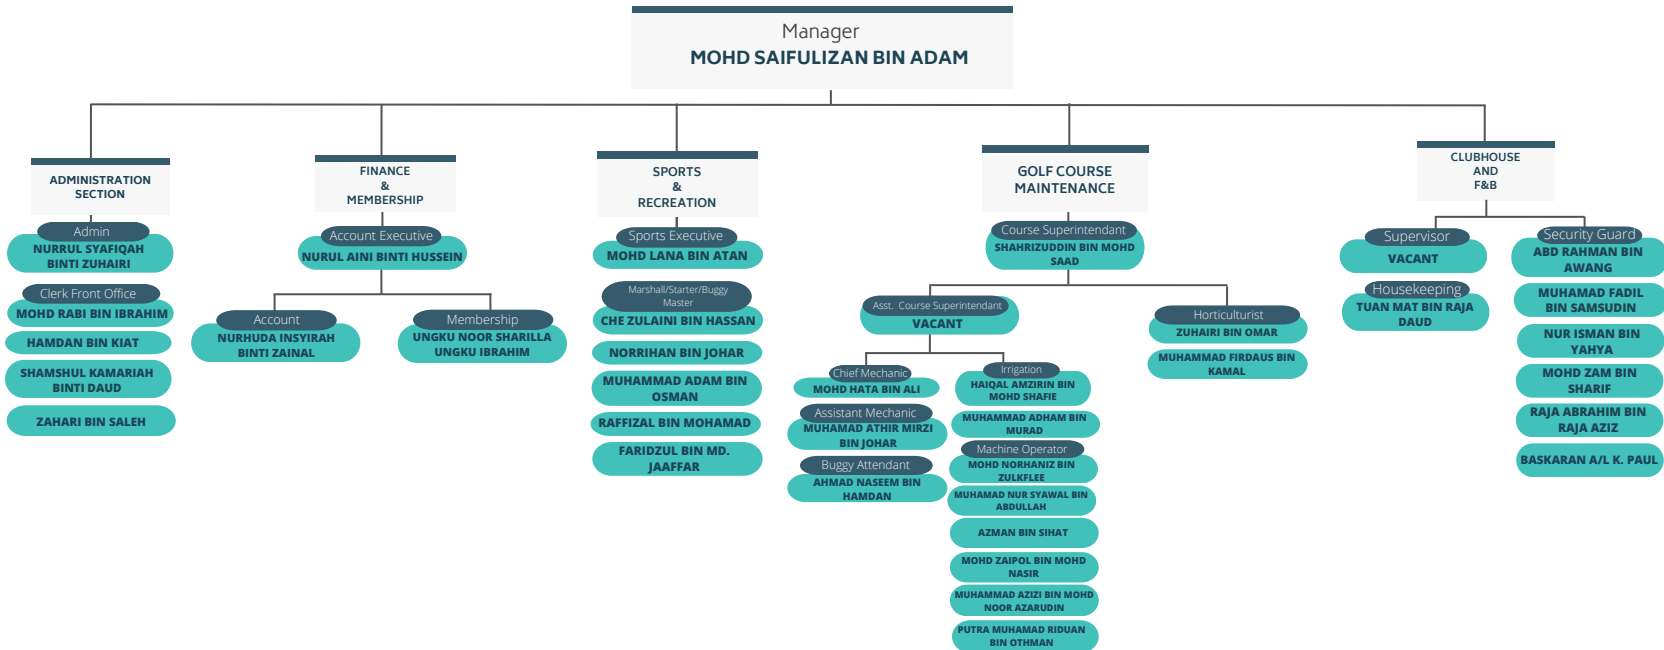 Manager
MOHD SAIFULIZAN BIN ADAM
ADMINISTRATION
SECTION
Admin
NURRUL SYAFIQAH
BINTI ZUHAIRI
Clerk Front Office
MOHD RABI BIN IBRAHIM
HAMDAN BIN KIAT
SHAMSHUL KAMARIAH
BINTI DAUD
ZAHARI BIN SALEH
FINANCE
&
MEMBERSHIP
Account Executive
NURUL AINI BINTI HUSSEIN
Account
NURHUDA INSYIRAH
BINTI ZAINAL
Membership
UNGKU NOOR SHARILLA
UNGKU IBRAHIM
SPORTS
&
RECREATION
Sports Executive
MOHD LANA BIN ATAN
Marshall/Starter/Buggy
Master
CHE ZULAINI BIN HASSAN
NORRIHAN BIN JOHAR
MUHAMMAD ADAM BIN
OSMAN
RAFFIZAL BIN MOHAMAD
FARIDZUL BIN MD.
JAAFFAR
GOLF COURSE
MAINTENANCE
Course Superintendant
SHAHRIZUDDIN BIN MOHD
SAAD
Asst. Course Superintendant
VACANT
Chief Mechanic
MOHD HATA BIN ALI
Assistant Mechanic
MUHAMAD ATHIR MIRZI
BIN JOHAR
Buggy Attendant
AHMAD NASEEM BIN
HAMDAN
Irrigation
HAIQAL AMZIRIN BIN
MOHD SHAFIE
MUHAMMAD ADHAM BIN
MURAD
Machine Operator
MOHD NORHANIZ BIN
ZULKFLEE
MUHAMAD NUR SYAWAL BIN
ABDULLAH
AZMAN BIN SIHAT
MOHD ZAIPOL BIN MOHD
NASIR
MUHAMMAD AZIZI BIN MOHD
NOOR AZARUDIN
PUTRA MUHAMAD RIDUAN
BIN OTHMAN
Horticulturist
ZUHAIRI BIN OMAR
MUHAMMAD FIRDAUS BIN
KAMAL
CLUBHOUSE
AND
F&B
Supervisor
VACANT
Housekeeping
TUAN MAT BIN RAJA
DAUD
Security Guard
ABD RAHMAN BIN
AWANG
MUHAMAD FADIL
BIN SAMSUDIN
NUR ISMAN BIN
YAHYA
MOHD ZAM BIN
SHARIF
RAJA ABRAHIM BIN
RAJA AZIZ
BASKARAN A/L K. PAUL